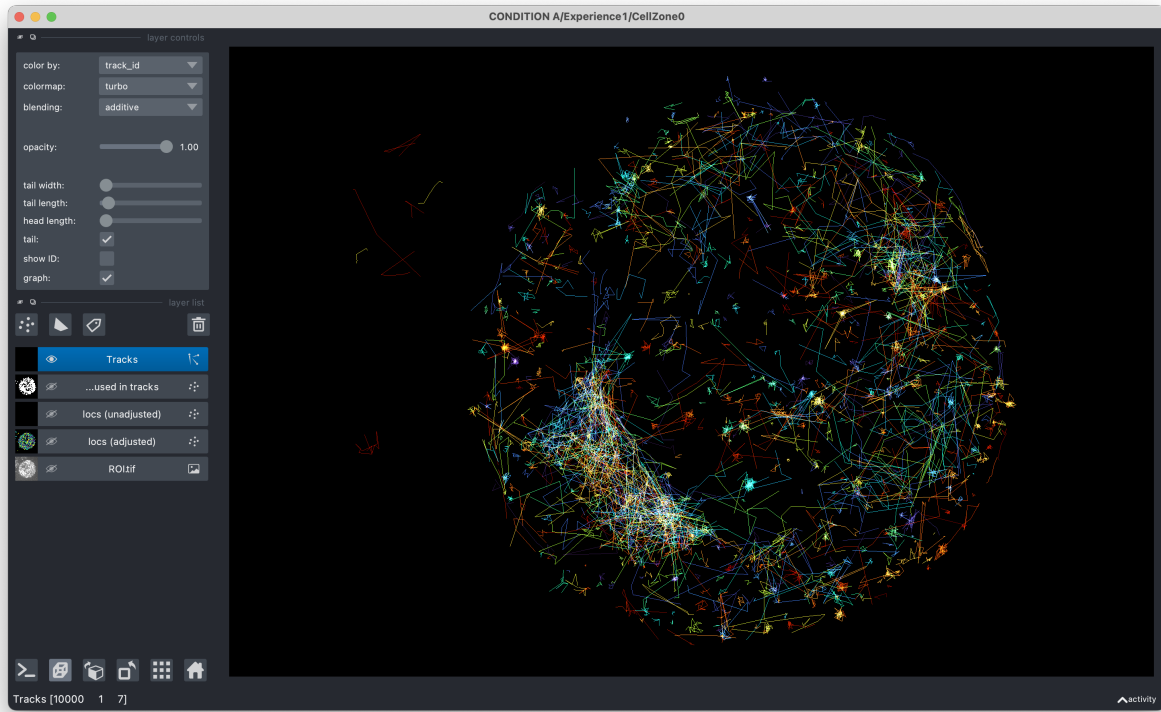 CONDITION A/Experience1/CellZone0
layer controls
color by: track_id
colormap: turbo
blending: additive
opacity: 1.00
tail width:
tail length:
head length:
tail:
show ID:
graph:
layer list
Tracks
...used in tracks
locs (unadjusted)
locs (adjusted)
ROI.tif
Tracks [10000 1 7]
activity